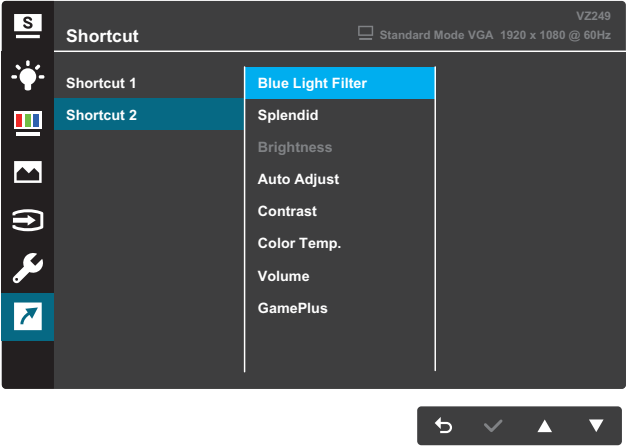 S
VZ249
Shortcut
Standard Mode VGA 1920 x 1080 @ 60Hz
Shortcut 1
Shortcut 2
Blue Light Filter
Splendid
Brightness
Auto Adjust
Contrast
Color Temp.
Volume
GamePlus